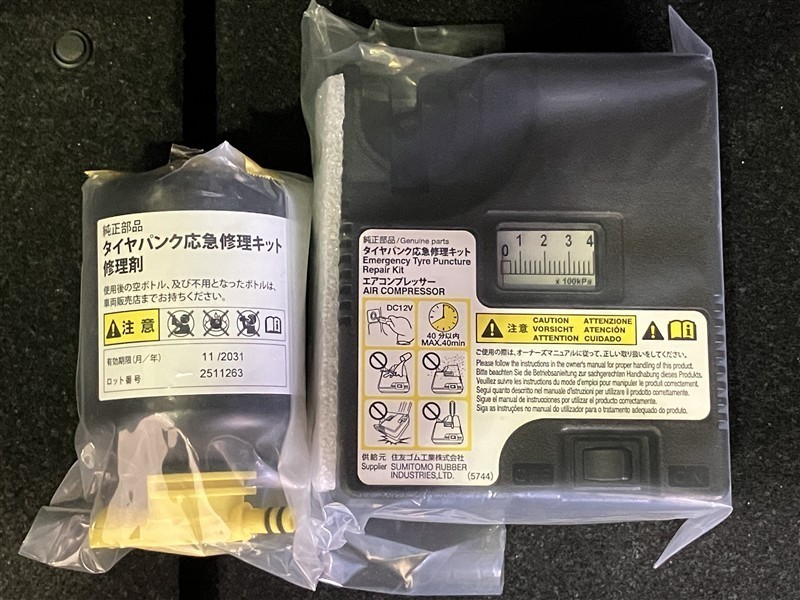 純正部品
タイヤパンク応急修理キット
修理剤
使用後の空ボトル、及び不用となったボトルは、
車両販売店までお持ちください。
注意
有効期限(月/年) 11 /2031
ロット番号 2511263
純正部品/Genuine parts
タイヤパンク応急修理キット
Emergency Tyre Puncture
Repair Kit
エアコンプレッサー
AIR COMPRESSOR
DC12V
40分以内
MAX.40min
供給元 住友ゴム工業株式会社
Supplier SUMITOMO RUBBER
INDUSTRIES,LTD. (5744)
0 1 2 3 4
x 100kPa
注意
CAUTION ATTENZIONE
VORSICHT ATENCIÓN
ATTENTION CUIDADO
ご使用の際は、オーナーズマニュアルに従って、正しい取り扱いをしてください。
Please follow the instructions in the owner's manual for proper handling of this product.
Bitte beachten Sie die Betriebsanleitung zur sachgerechten Handhabung dieses Produkts.
Veuillez suivre les instructions du mode d'emploi pour manipuler le produit correctement.
Segui quanto descritto nel manuale d'istruzioni per utilizzare il prodotto correttamente.
Sigue el manual de instrucciones por utilizar el producto correctamente.
Siga as instruções no manual do utilizador para o tratamento adequado do produto.